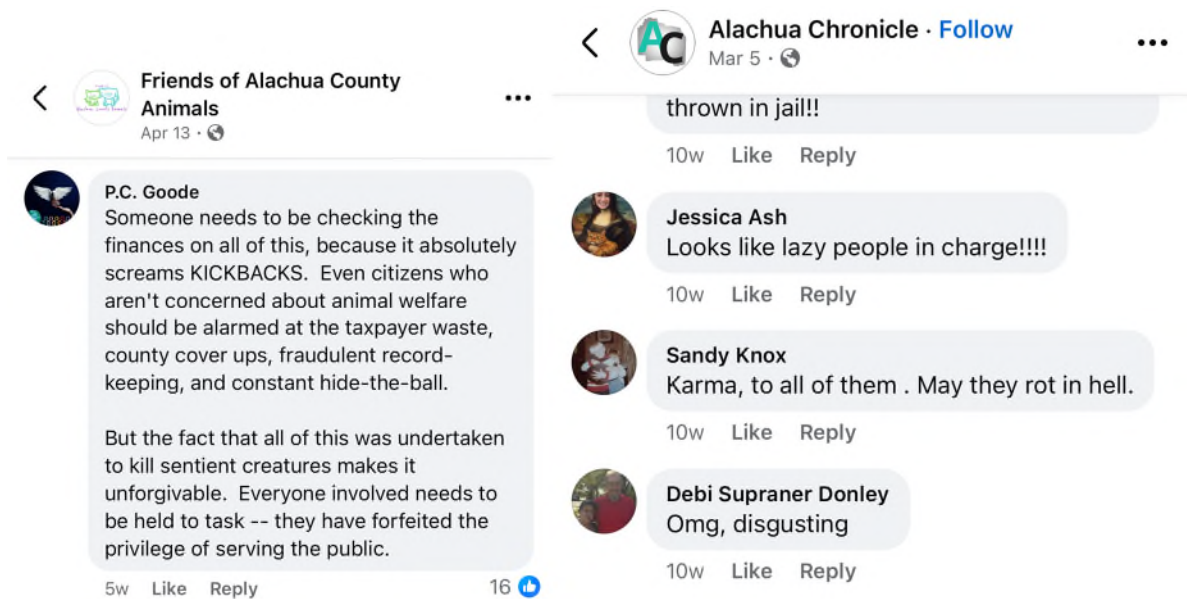 Friends of Alachua County
Animals
Apr 13 ·
P.C. Goode
Someone needs to be checking the
finances on all of this, because it absolutely
screams KICKBACKS.  Even citizens who
aren't concerned about animal welfare
should be alarmed at the taxpayer waste,
county cover ups, fraudulent record-
keeping, and constant hide-the-ball.
But the fact that all of this was undertaken
to kill sentient creatures makes it
unforgivable.  Everyone involved needs to
be held to task -- they have forfeited the
privilege of serving the public.
5w Like Reply 16
AC
Alachua Chronicle · Follow
Mar 5 ·
thrown in jail!!
10w Like Reply
Jessica Ash
Looks like lazy people in charge!!!!
10w Like Reply
Sandy Knox
Karma, to all of them . May they rot in hell.
10w Like Reply
Debi Supraner Donley
Omg, disgusting
10w Like Reply